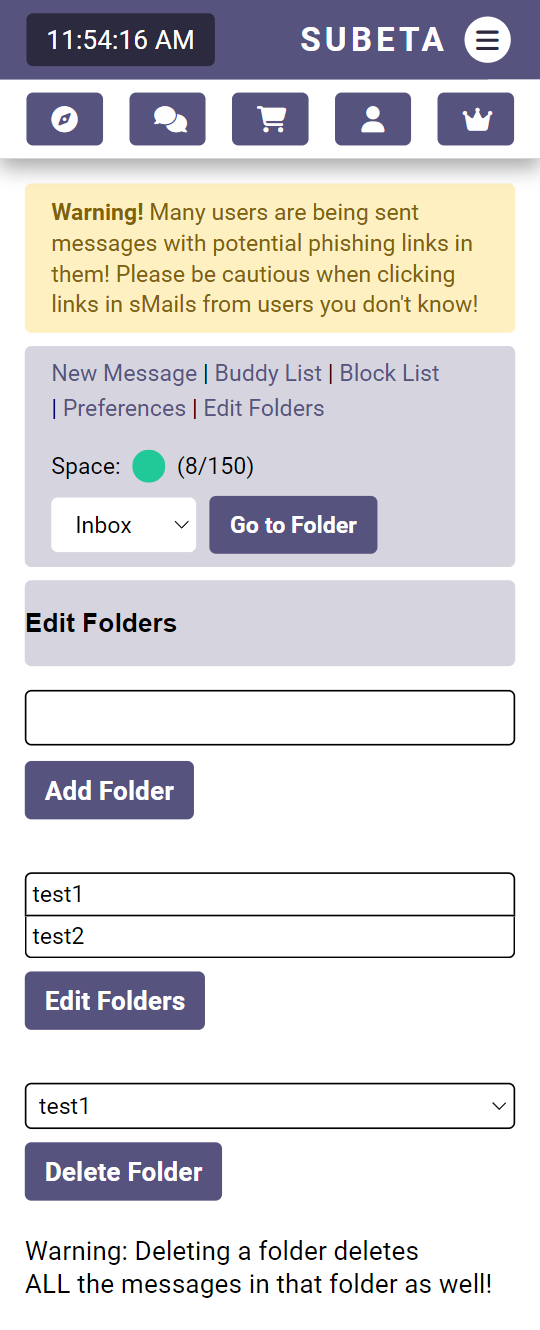 11:54:16 AM SUBETA
Warning! Many users are being sent
messages with potential phishing links in
them! Please be cautious when clicking
links in sMails from users you don't know!
New Message | Buddy List | Block List
| Preferences | Edit Folders
Space: (8/150)
Inbox Go to Folder
Edit Folders
Add Folder
test1
test2
Edit Folders
test1
Delete Folder
Warning: Deleting a folder deletes
ALL the messages in that folder as well!